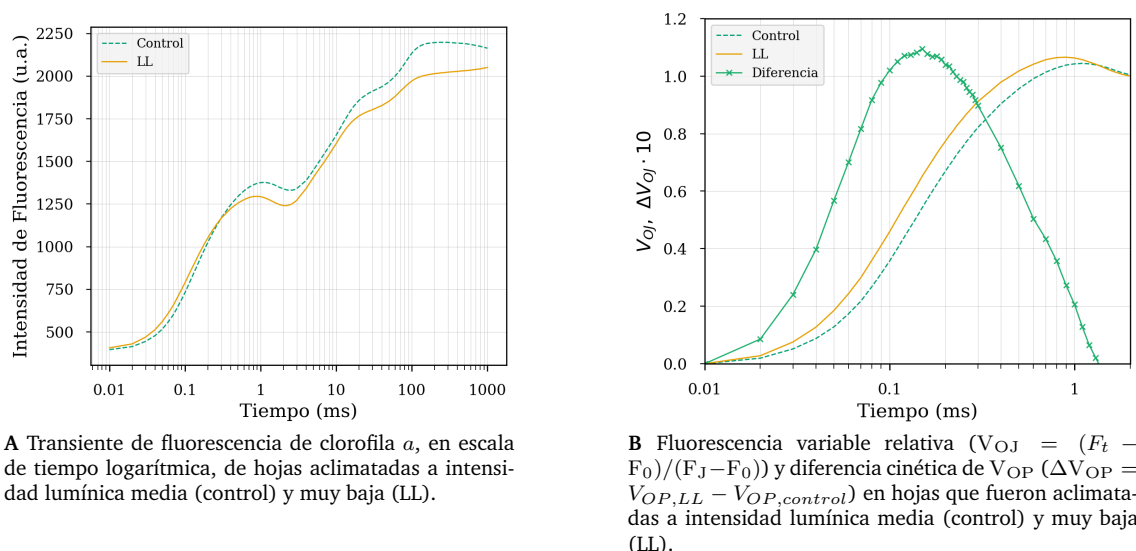 2250
2000
1750
1500
1250
1000
750
500
Intensidad de Fluorescencia (u.a.)
Control
LL
0.01
0.1
1
10
100
1000
Tiempo (ms)
A Transiente de fluorescencia de clorofila a, en escala
de tiempo logarítmica, de hojas aclimatadas a intensi-
dad lumínica media (control) y muy baja (LL).
1.2
1.0
0.8
0.6
0.4
0.2
0.0
V_OJ, ΔV_OJ · 10
Control
LL
Diferencia
0.01
0.1
1
Tiempo (ms)
B Fluorescencia variable relativa (V_OJ = (F_t −
F_0)/(F_J−F_0)) y diferencia cinética de V_OP (ΔV_OP =
V_OP,LL − V_OP,control) en hojas que fueron aclimata-
das a intensidad lumínica media (control) y muy baja
(LL).